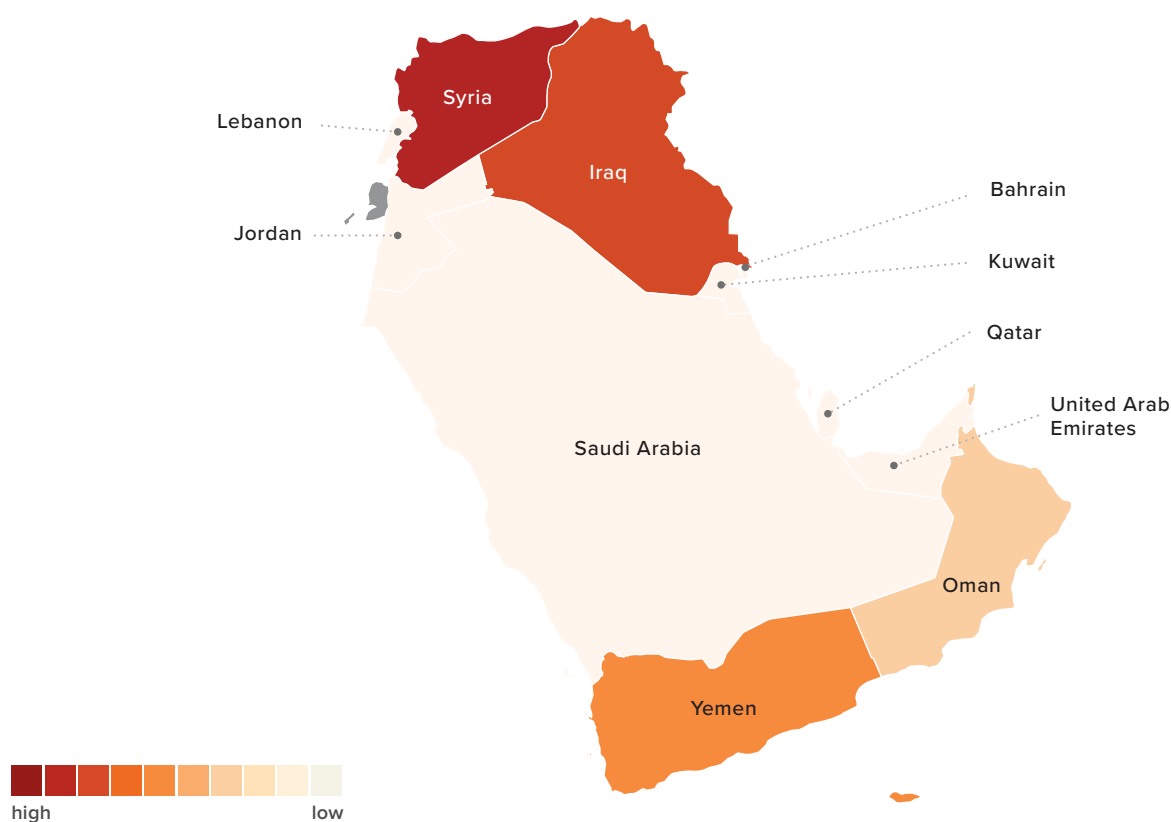 Syria
Lebanon
Iraq
Bahrain
Jordan
Kuwait
Qatar
United Arab
Emirates
Saudi Arabia
Oman
Yemen
high
low